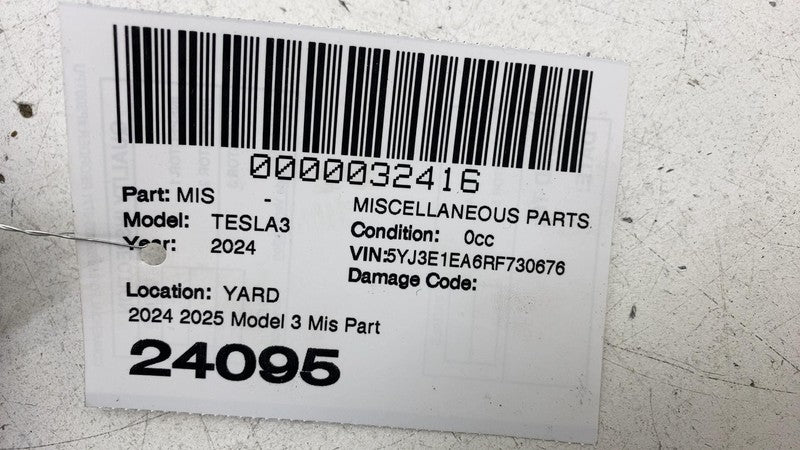 0000032416
Part: MIS - MISCELLANEOUS PARTS
Model: TESLA3 Condition: 0cc
Year: 2024 VIN:5YJ3E1EA6RF730676
Damage Code:
Location: YARD
2024 2025 Model 3 Mis Part
24095